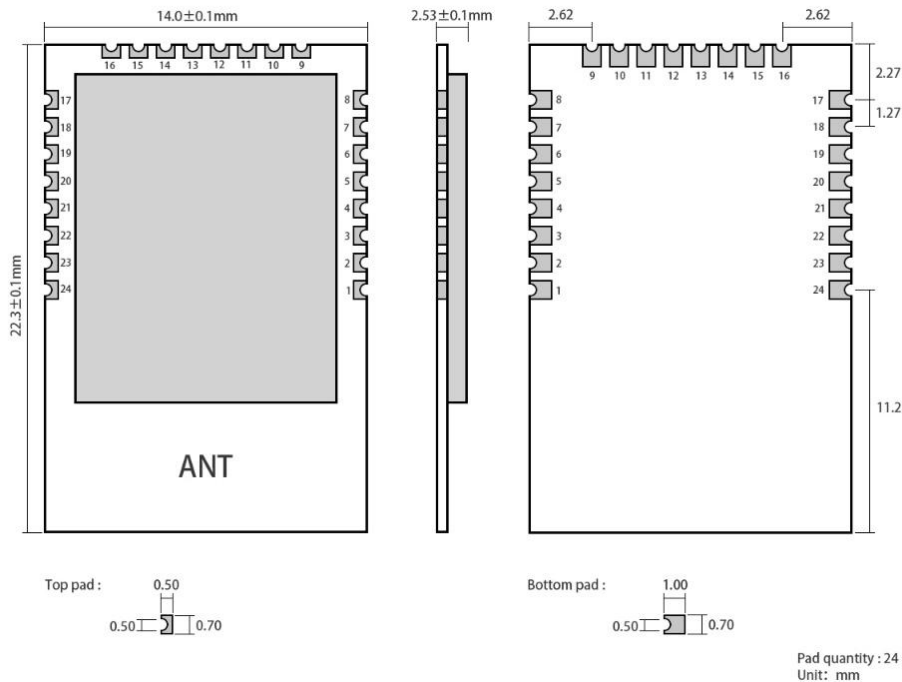 14.0±0.1mm
2.53±0.1mm
2.62
2.62
16 15 14 13 12 11 10 9
9 10 11 12 13 14 15 16
2.27
1.27
17 8
18 7
19 6
20 5
21 4
22 3
23 2
24 1
8 17
7 18
6 19
5 20
4 21
3 22
2 23
1 24
22.3±0.1mm
11.2
ANT
Top pad : 0.50
0.50 0.70
Bottom pad : 1.00
0.50 0.70
Pad quantity : 24
Unit: mm